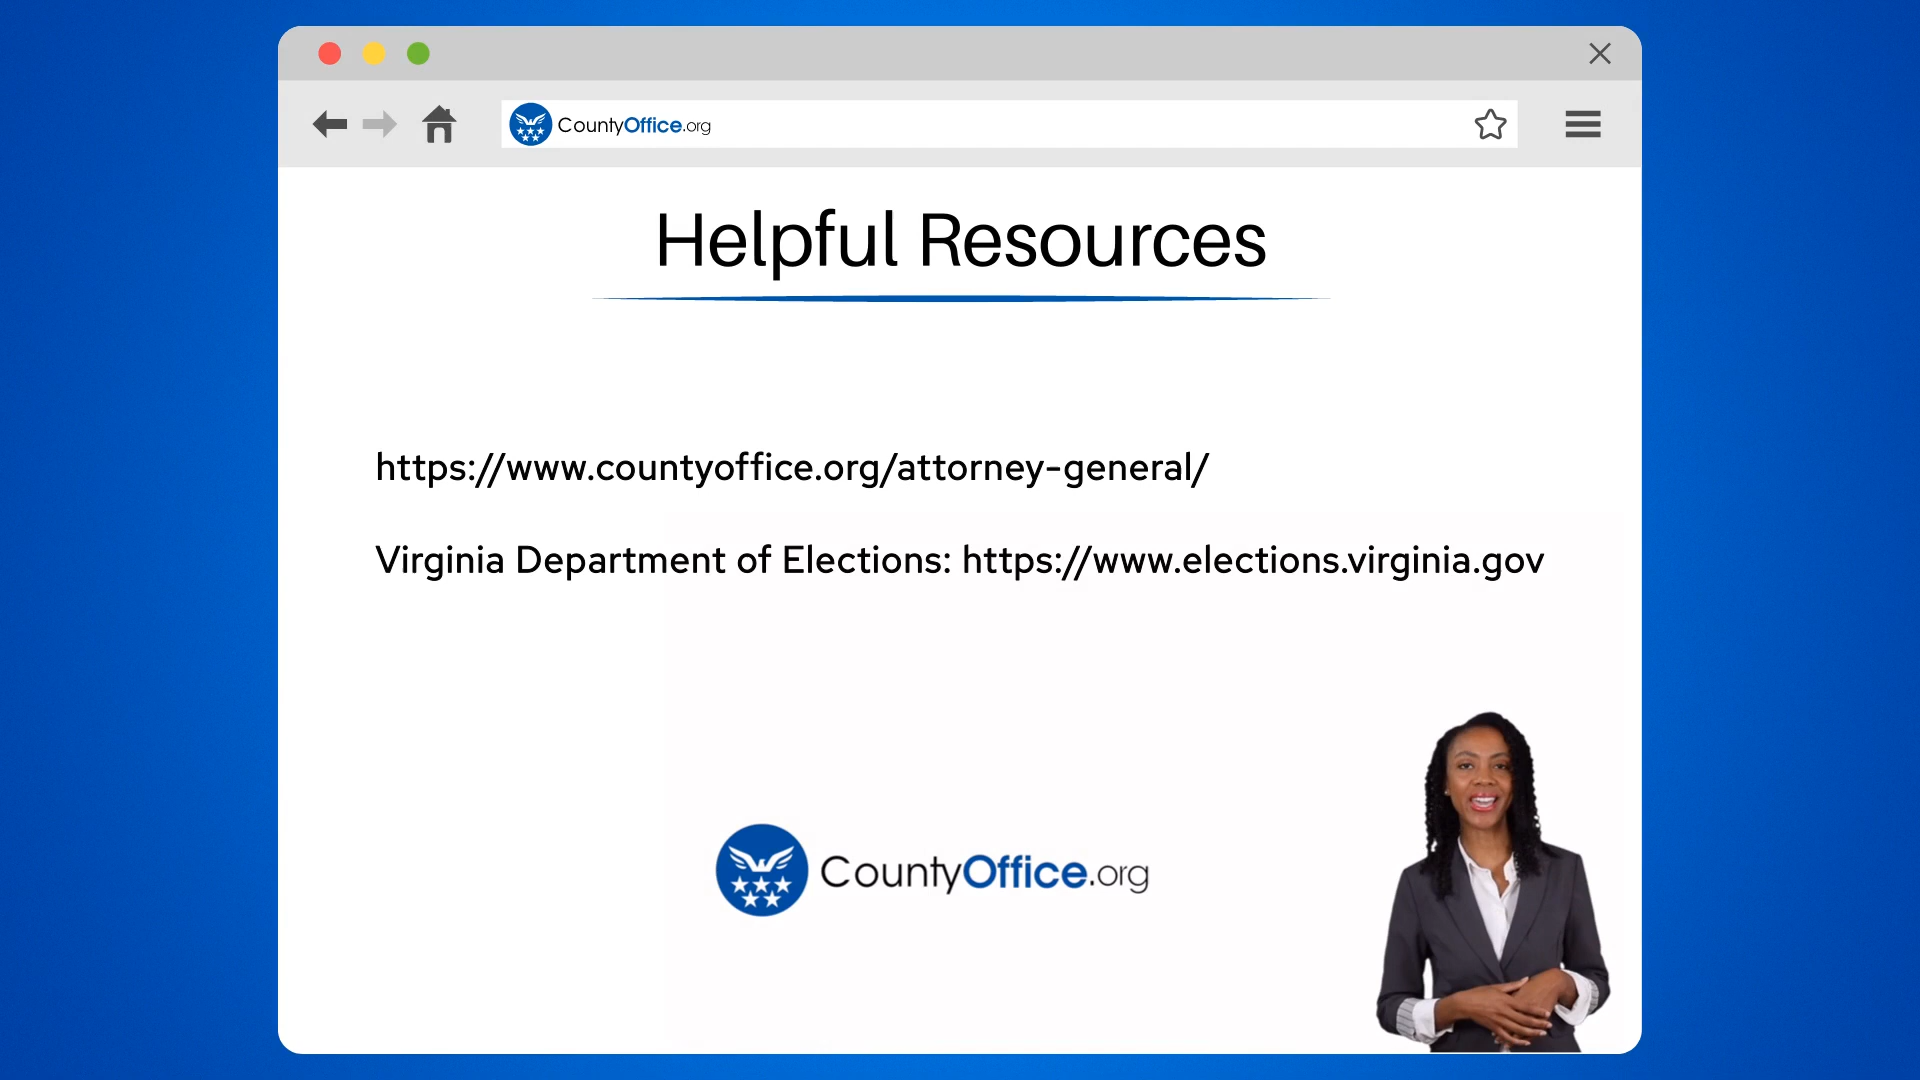 CountyOffice.org
Helpful Resources
https://www.countyoffice.org/attorney-general/
Virginia Department of Elections: https://www.elections.virginia.gov
CountyOffice.org